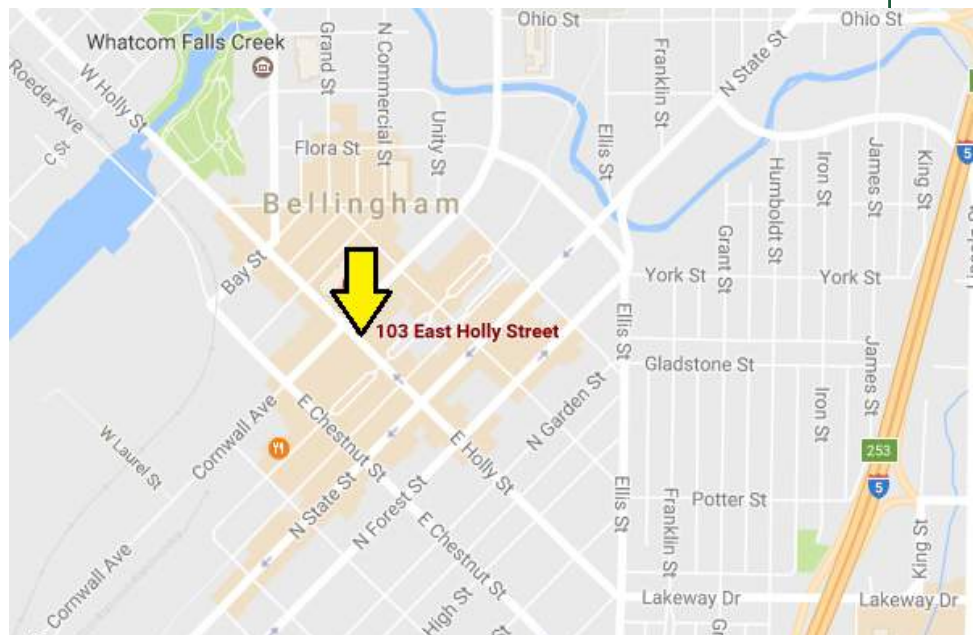 Ohio St
Ohio St
Whatcom Falls Creek
Grand St
N Commercial St
Franklin St
N State St
Roeder Ave
W Holly St
C St
Unity St
Flora St
Ellis St
5
Bellingham
Humboldt St
Iron St
James St
King St
Grant St
Bay St
York St
York St
103 East Holly Street
Ellis St
Gladstone St
James St
N Garden St
Iron St
Cornwall Ave
E Chestnut St
W Laurel St
E Holly St
253
5
N State St
N Forest St
Ellis St
Franklin St
Potter St
E Chestnut St
King St
Cornwall Ave
High St
Lakeway Dr
Lakeway Dr